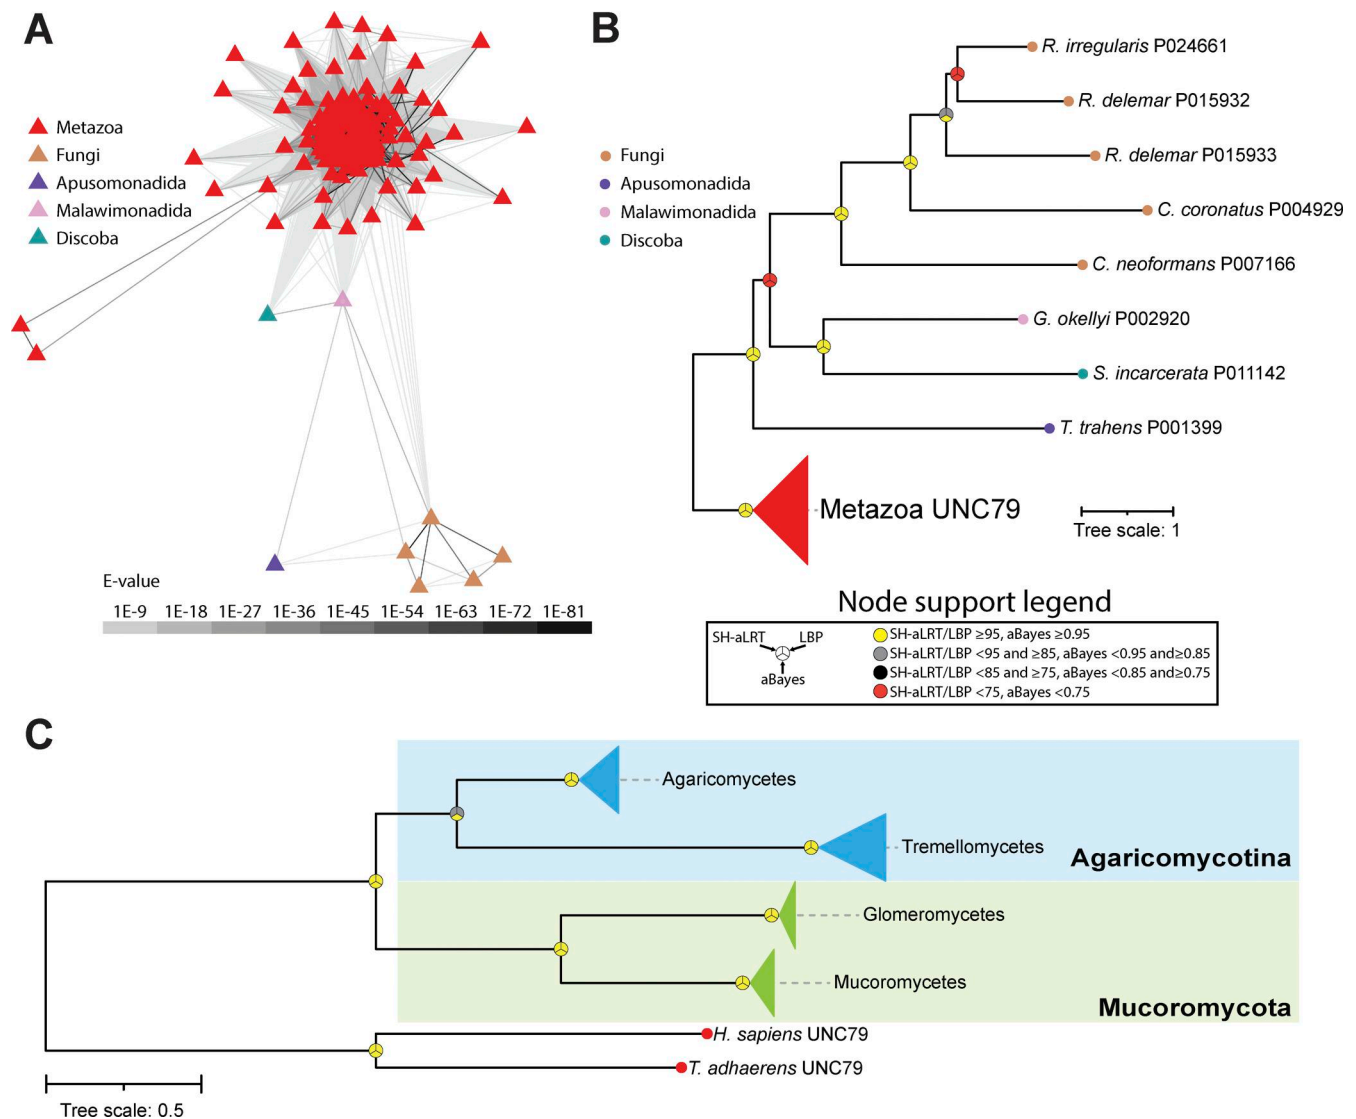 A
Metazoa
Fungi
Apusomonadida
Malawimonadida
Discoba
E-value
1E-9 1E-18 1E-27 1E-36 1E-45 1E-54 1E-63 1E-72 1E-81
B
Fungi
Apusomonadida
Malawimonadida
Discoba
R. irregularis P024661
R. delemar P015932
R. delemar P015933
C. coronatus P004929
C. neoformans P007166
G. okellyi P002920
S. incarcerata P011142
T. trahens P001399
Metazoa UNC79
Tree scale: 1
Node support legend
SH-aLRT LBP
aBayes
SH-aLRT/LBP ≥95, aBayes ≥0.95
SH-aLRT/LBP <95 and ≥85, aBayes <0.95 and≥0.85
SH-aLRT/LBP <85 and ≥75, aBayes <0.85 and≥0.75
SH-aLRT/LBP <75, aBayes <0.75
C
Agaricomycetes
Tremellomycetes
Agaricomycotina
Glomeromycetes
Mucoromycetes
Mucoromycota
H. sapiens UNC79
T. adhaerens UNC79
Tree scale: 0.5